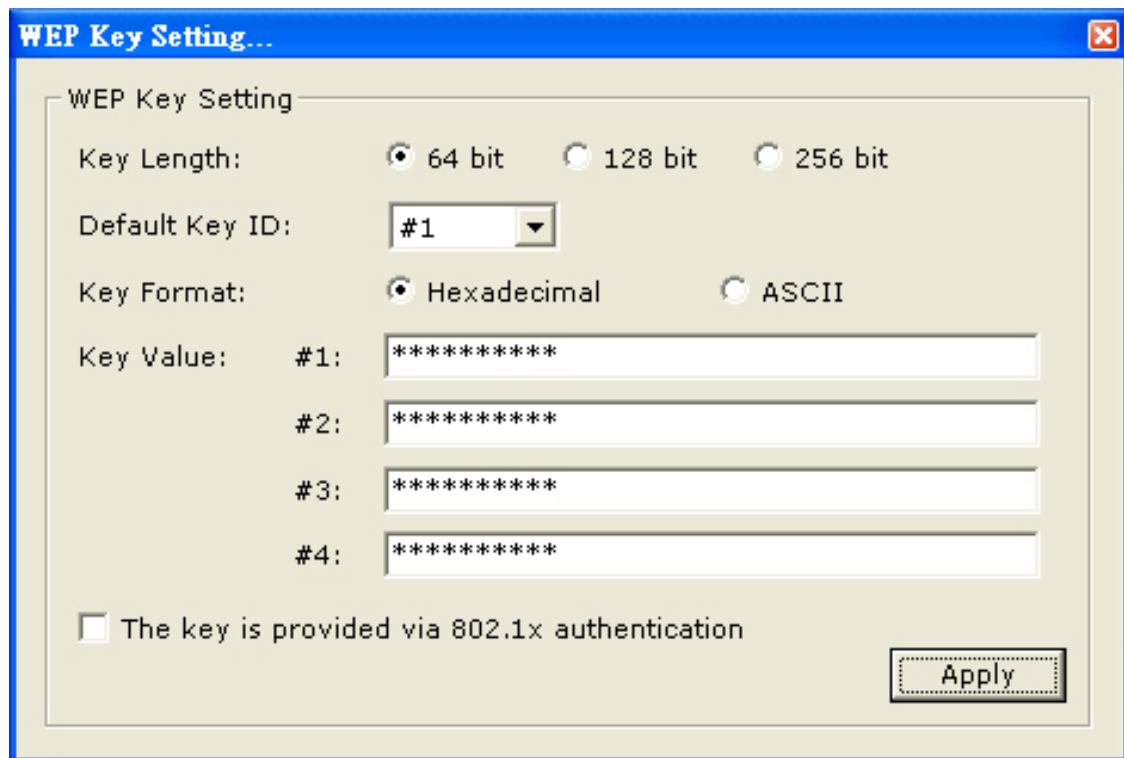 WEP Key Setting...
WEP Key Setting
Key Length: 64 bit 128 bit 256 bit
Default Key ID: #1
Key Format: Hexadecimal ASCII
Key Value: #1: **********
#2: **********
#3: **********
#4: **********
The key is provided via 802.1x authentication
Apply